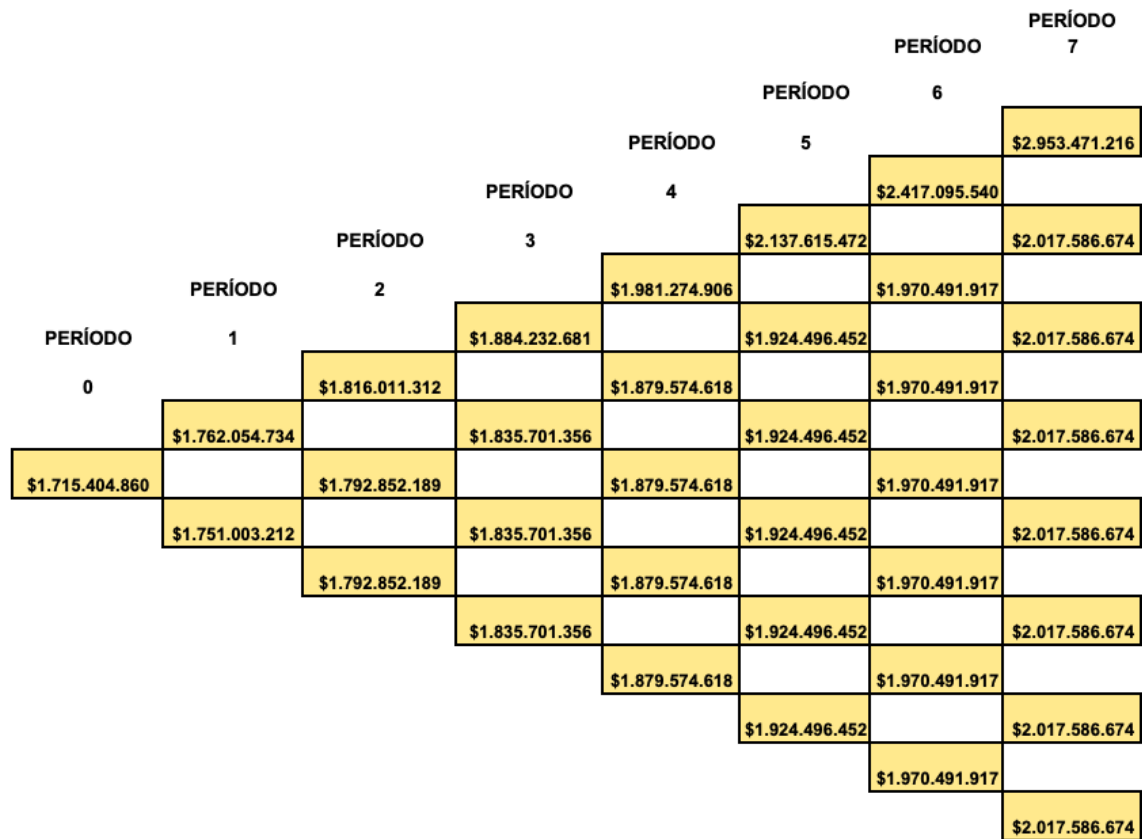 PERÍODO
PERÍODO 7
PERÍODO 6
PERÍODO 5 $2.953.471.216
PERÍODO 4 $2.417.095.540
PERÍODO 3 $2.137.615.472 $2.017.586.674
PERÍODO 2 $1.981.274.906 $1.970.491.917
PERÍODO 1 $1.884.232.681 $1.924.496.452 $2.017.586.674
0 $1.816.011.312 $1.879.574.618 $1.970.491.917
$1.762.054.734 $1.835.701.356 $1.924.496.452 $2.017.586.674
$1.715.404.860 $1.792.852.189 $1.879.574.618 $1.970.491.917
$1.751.003.212 $1.835.701.356 $1.924.496.452 $2.017.586.674
$1.792.852.189 $1.879.574.618 $1.970.491.917
$1.835.701.356 $1.924.496.452 $2.017.586.674
$1.879.574.618 $1.970.491.917
$1.924.496.452 $2.017.586.674
$1.970.491.917
$2.017.586.674